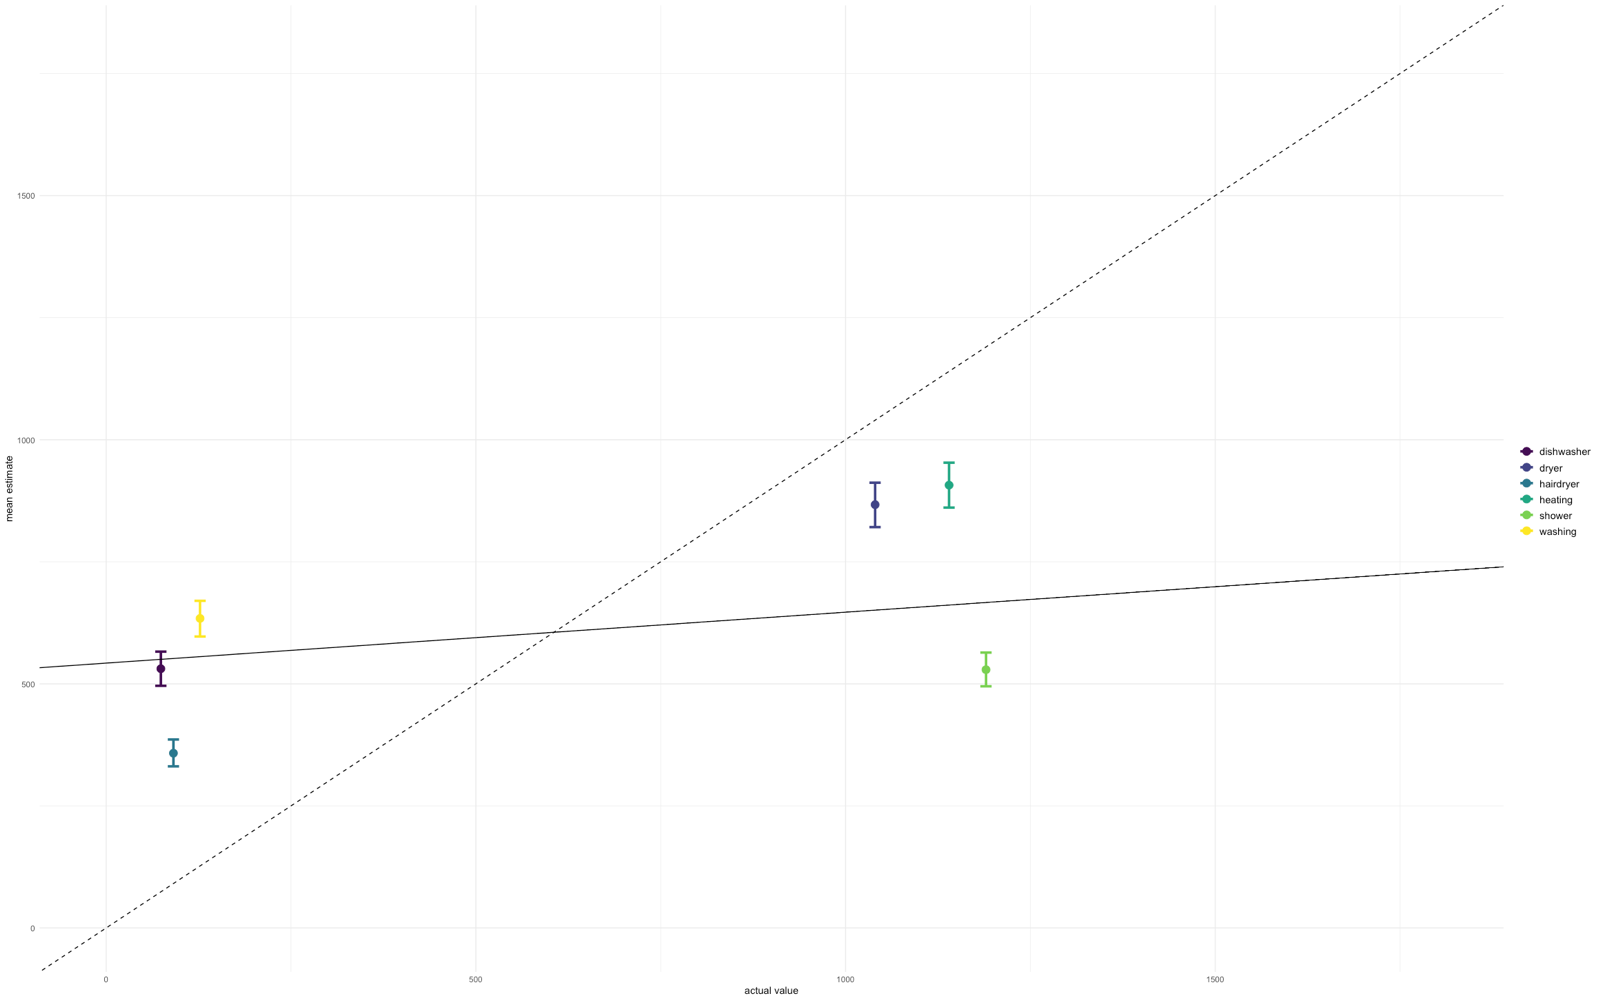 mean estimate
1500
1000
500
0
0
500
1000
1500
actual value
dishwasher
dryer
hairdryer
heating
shower
washing